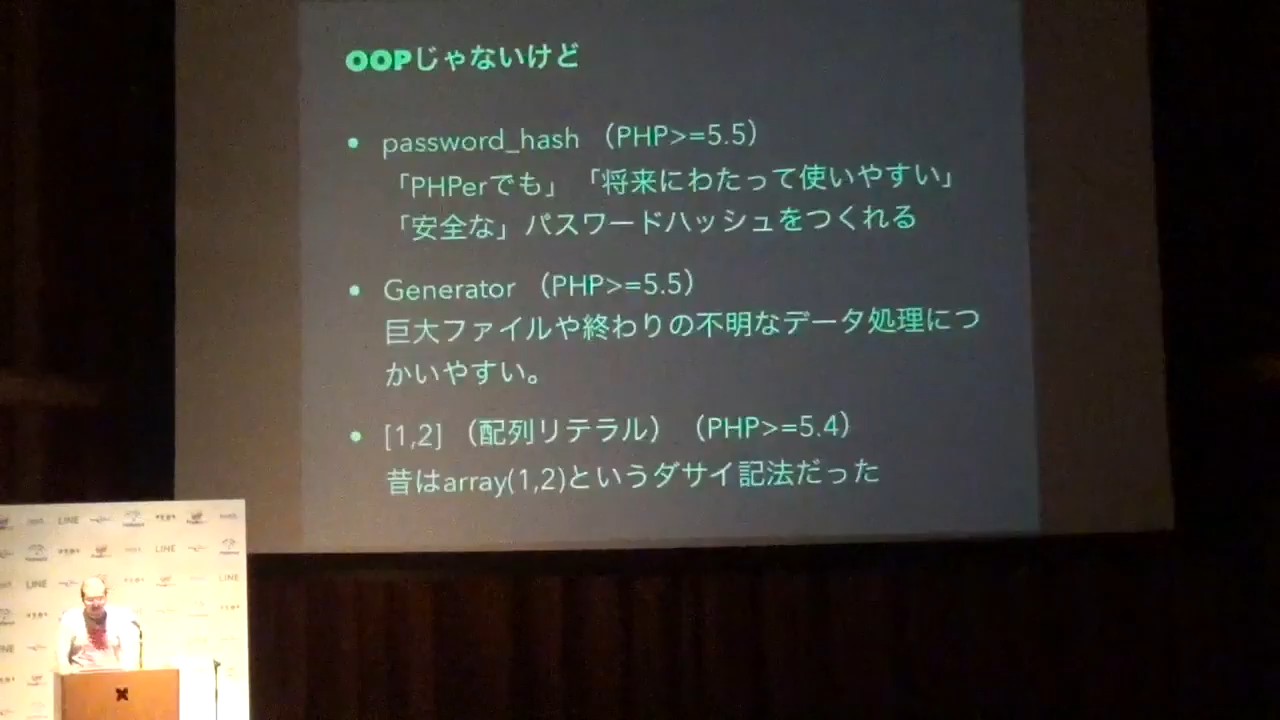 OOPじゃないけど
• password_hash （PHP>=5.5）
「PHPerでも」「将来にわたって使いやすい」
「安全な」パスワードハッシュをつくれる
• Generator （PHP>=5.5）
巨大ファイルや終わりの不明なデータ処理につ
かいやすい。
• [1,2] （配列リテラル）（PHP>=5.4）
昔はarray(1,2)というダサイ記法だった
LINE
LINE
LINE
LINE